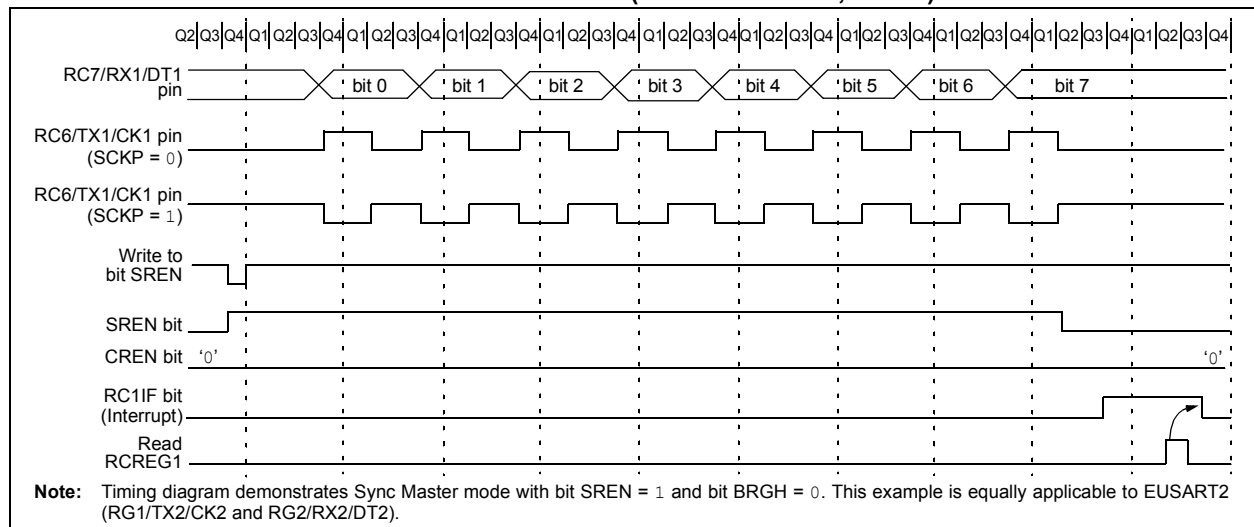 Q2 Q3 Q4 Q1 Q2 Q3 Q4 Q1 Q2 Q3 Q4 Q1 Q2 Q3 Q4 Q1 Q2 Q3 Q4 Q1 Q2 Q3 Q4 Q1 Q2 Q3 Q4 Q1 Q2 Q3 Q4 Q1 Q2 Q3 Q4 Q1 Q2 Q3 Q4 Q1 Q2 Q3 Q4
RC7/RX1/DT1
pin
bit 0 bit 1 bit 2 bit 3 bit 4 bit 5 bit 6 bit 7
RC6/TX1/CK1 pin
(SCKP = 0)
RC6/TX1/CK1 pin
(SCKP = 1)
Write to
bit SREN
SREN bit
CREN bit ‘0’ ‘0’
RC1IF bit
(Interrupt)
Read
RCREG1
Note: Timing diagram demonstrates Sync Master mode with bit SREN = 1 and bit BRGH = 0. This example is equally applicable to EUSART2
(RG1/TX2/CK2 and RG2/RX2/DT2).